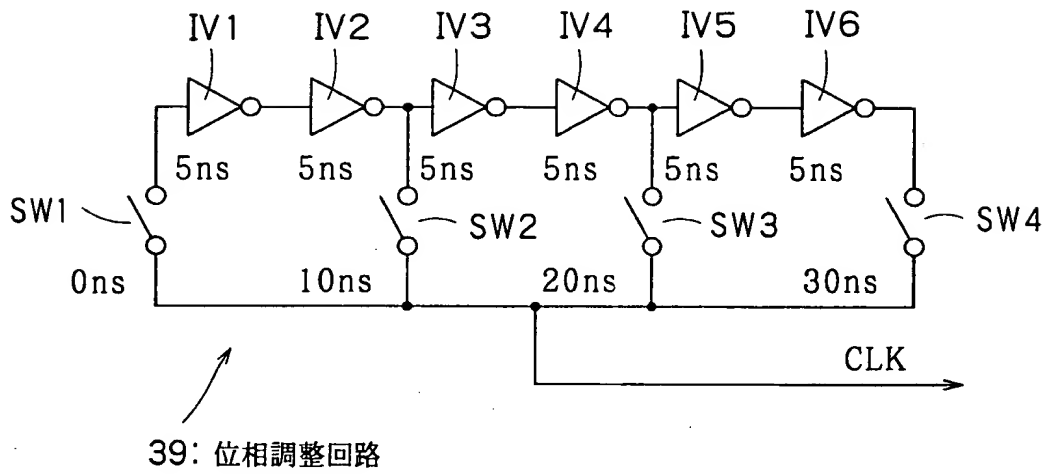 IV1 IV2 IV3 IV4 IV5 IV6
5ns 5ns 5ns 5ns 5ns 5ns
SW1 SW2 SW3 SW4
0ns 10ns 20ns 30ns
CLK
39: 位相調整回路